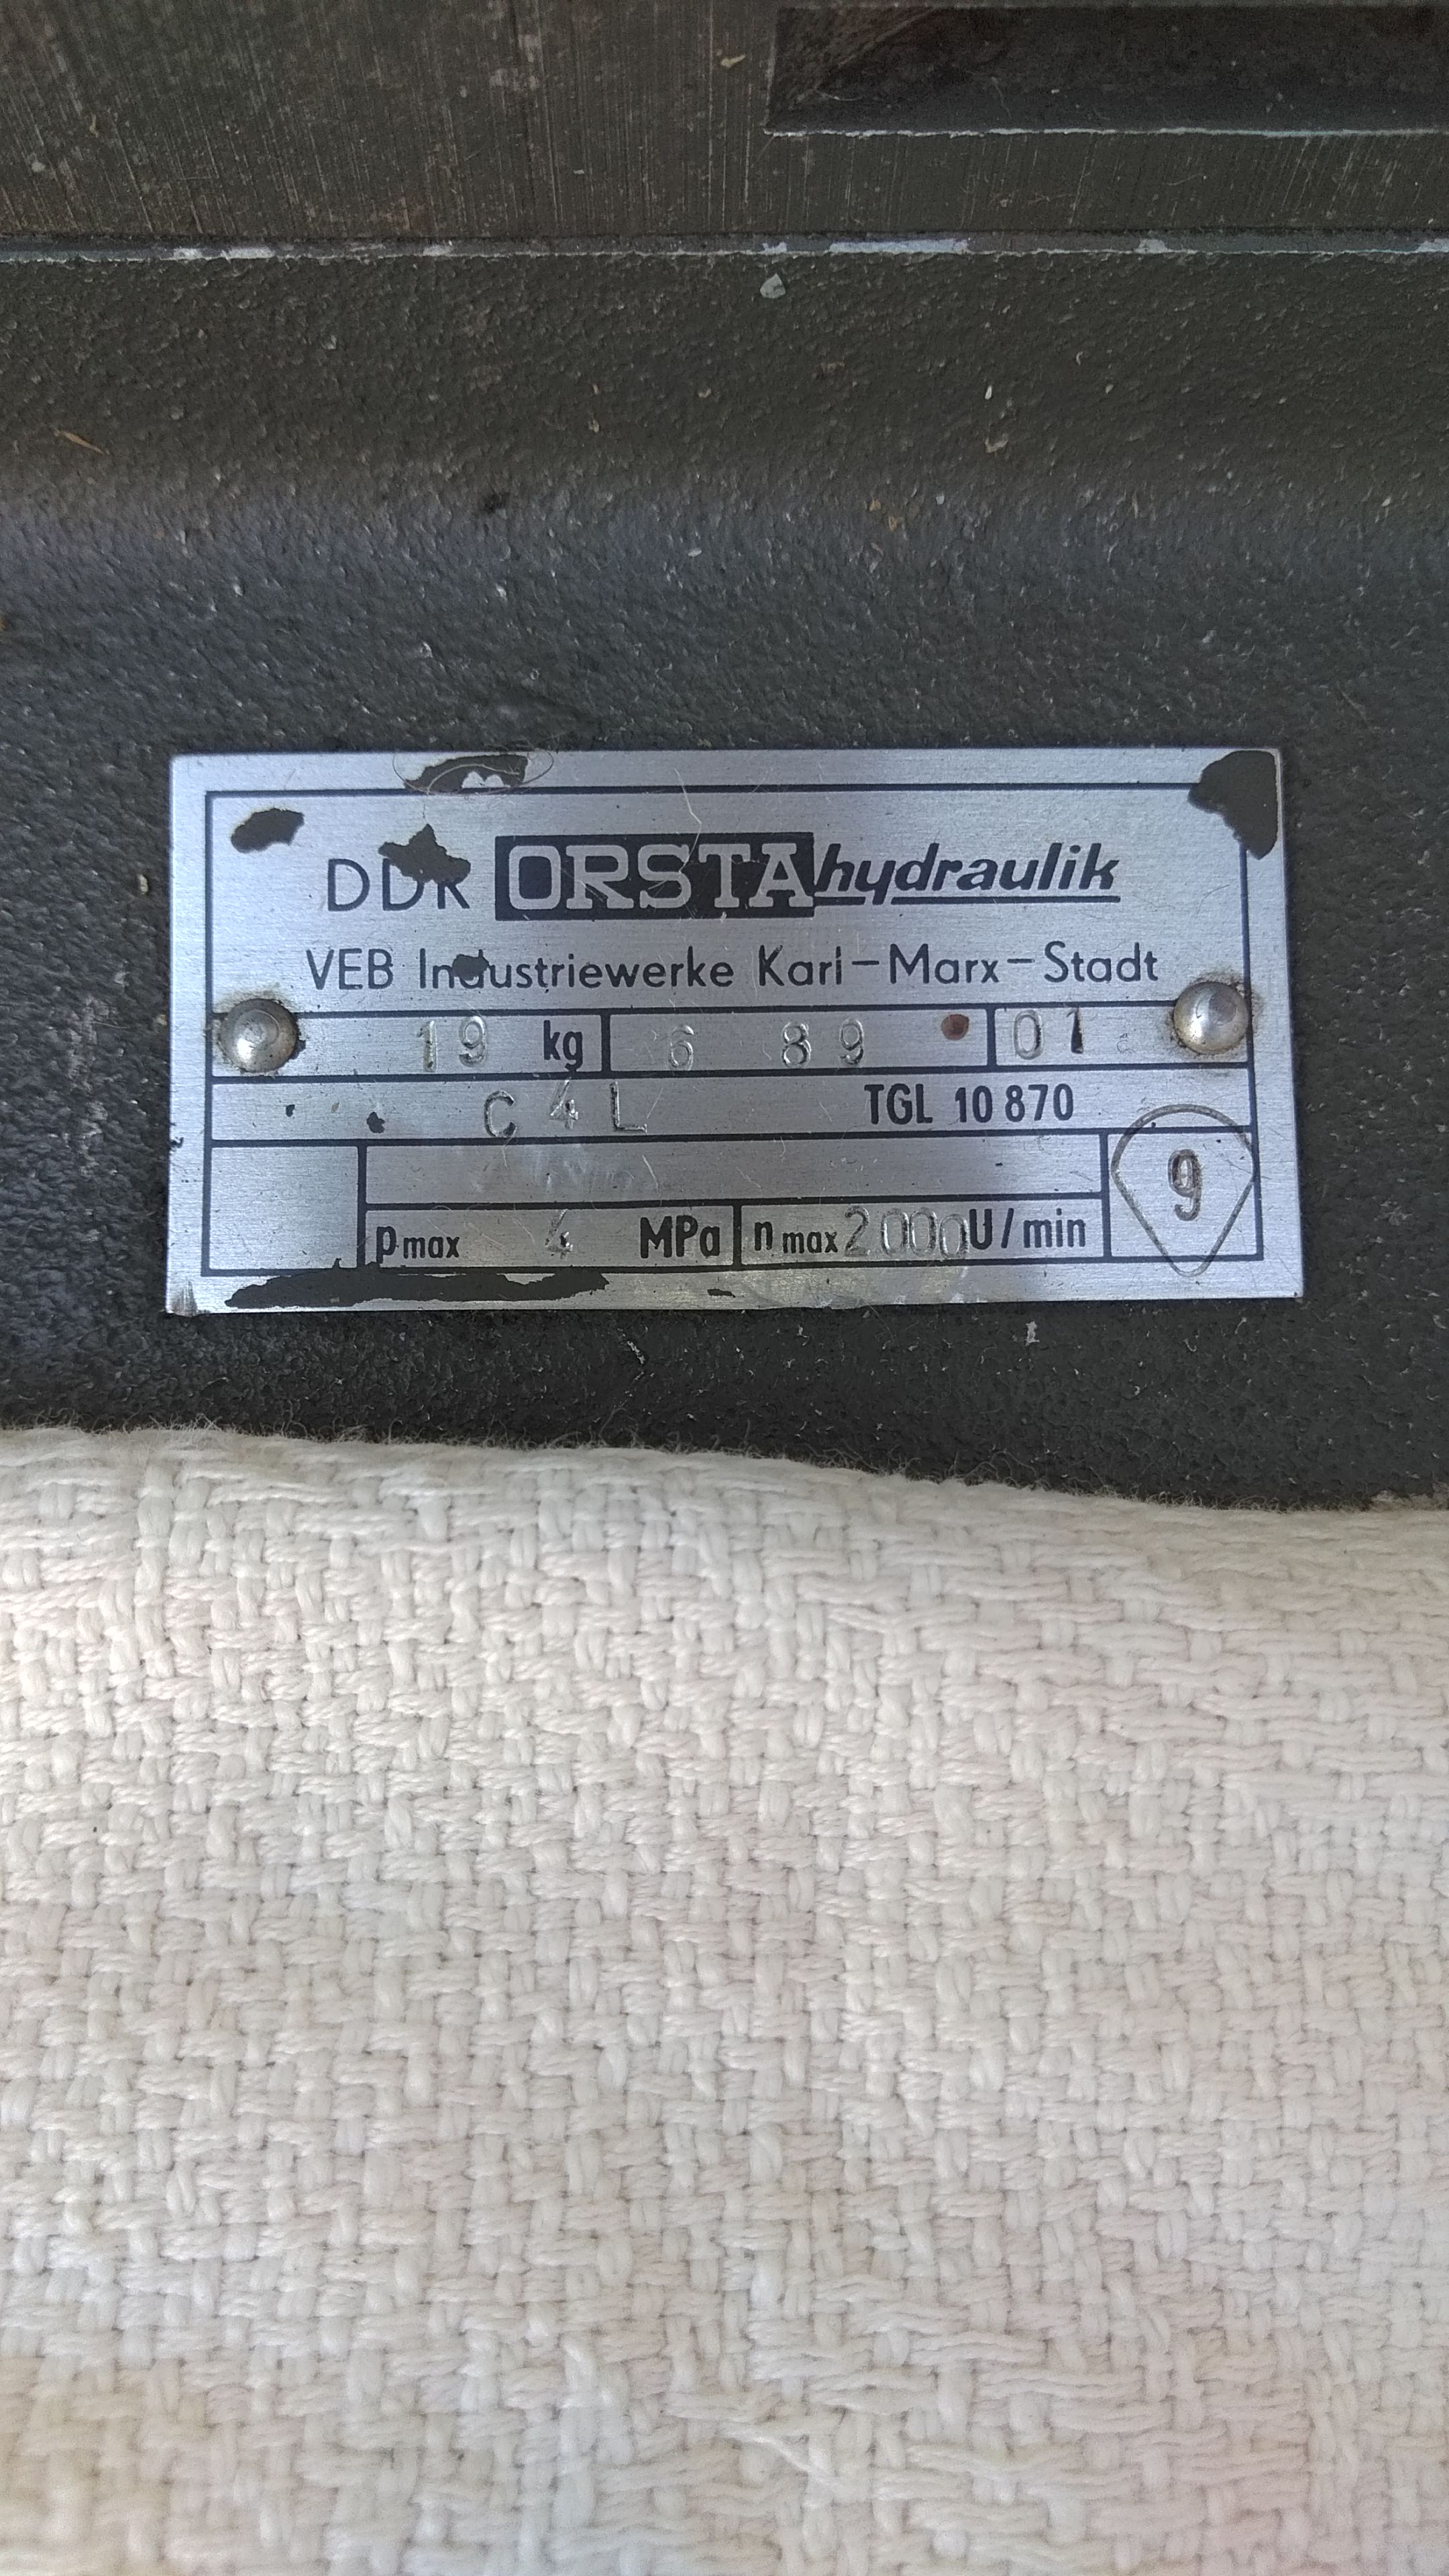 DDR ORSTA hydraulik
VEB Industriewerke Karl-Marx-Stadt
19 kg 6 89 01
C 4 L TGL 10 870
9
pmax 4 MPa nmax 2000 U/min